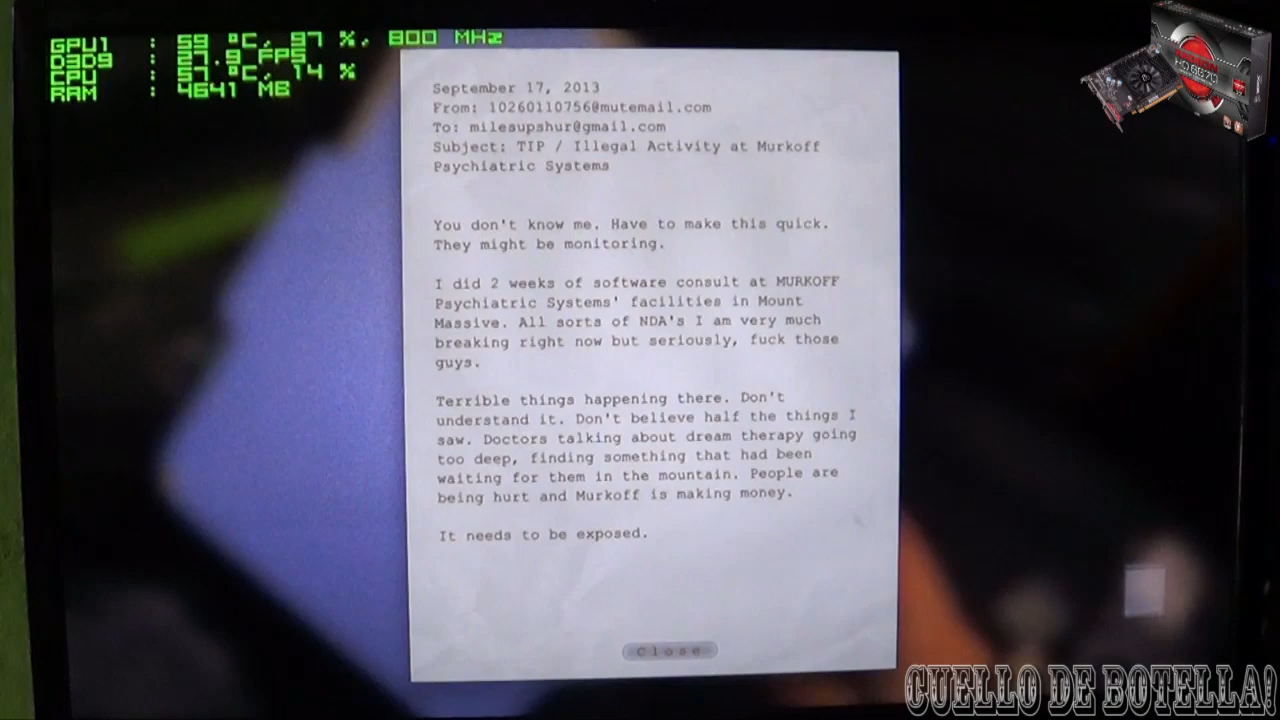 GPU1 : 59 °C, 97 %, 800 MHz
D3D9 : 27.9 FPS
CPU : 57 °C, 14 %
RAM : 4641 MB
HD 6870
September 17, 2013
From: 10260110756@mutemail.com
To: milesupshur@gmail.com
Subject: TIP / Illegal Activity at Murkoff
Psychiatric Systems
You don't know me. Have to make this quick.
They might be monitoring.
I did 2 weeks of software consult at MURKOFF
Psychiatric Systems' facilities in Mount
Massive. All sorts of NDA's I am very much
breaking right now but seriously, fuck those
guys.
Terrible things happening there. Don't
understand it. Don't believe half the things I
saw. Doctors talking about dream therapy going
too deep, finding something that had been
waiting for them in the mountain. People are
being hurt and Murkoff is making money.
It needs to be exposed.
Close
CUELLO DE BOTELLA!